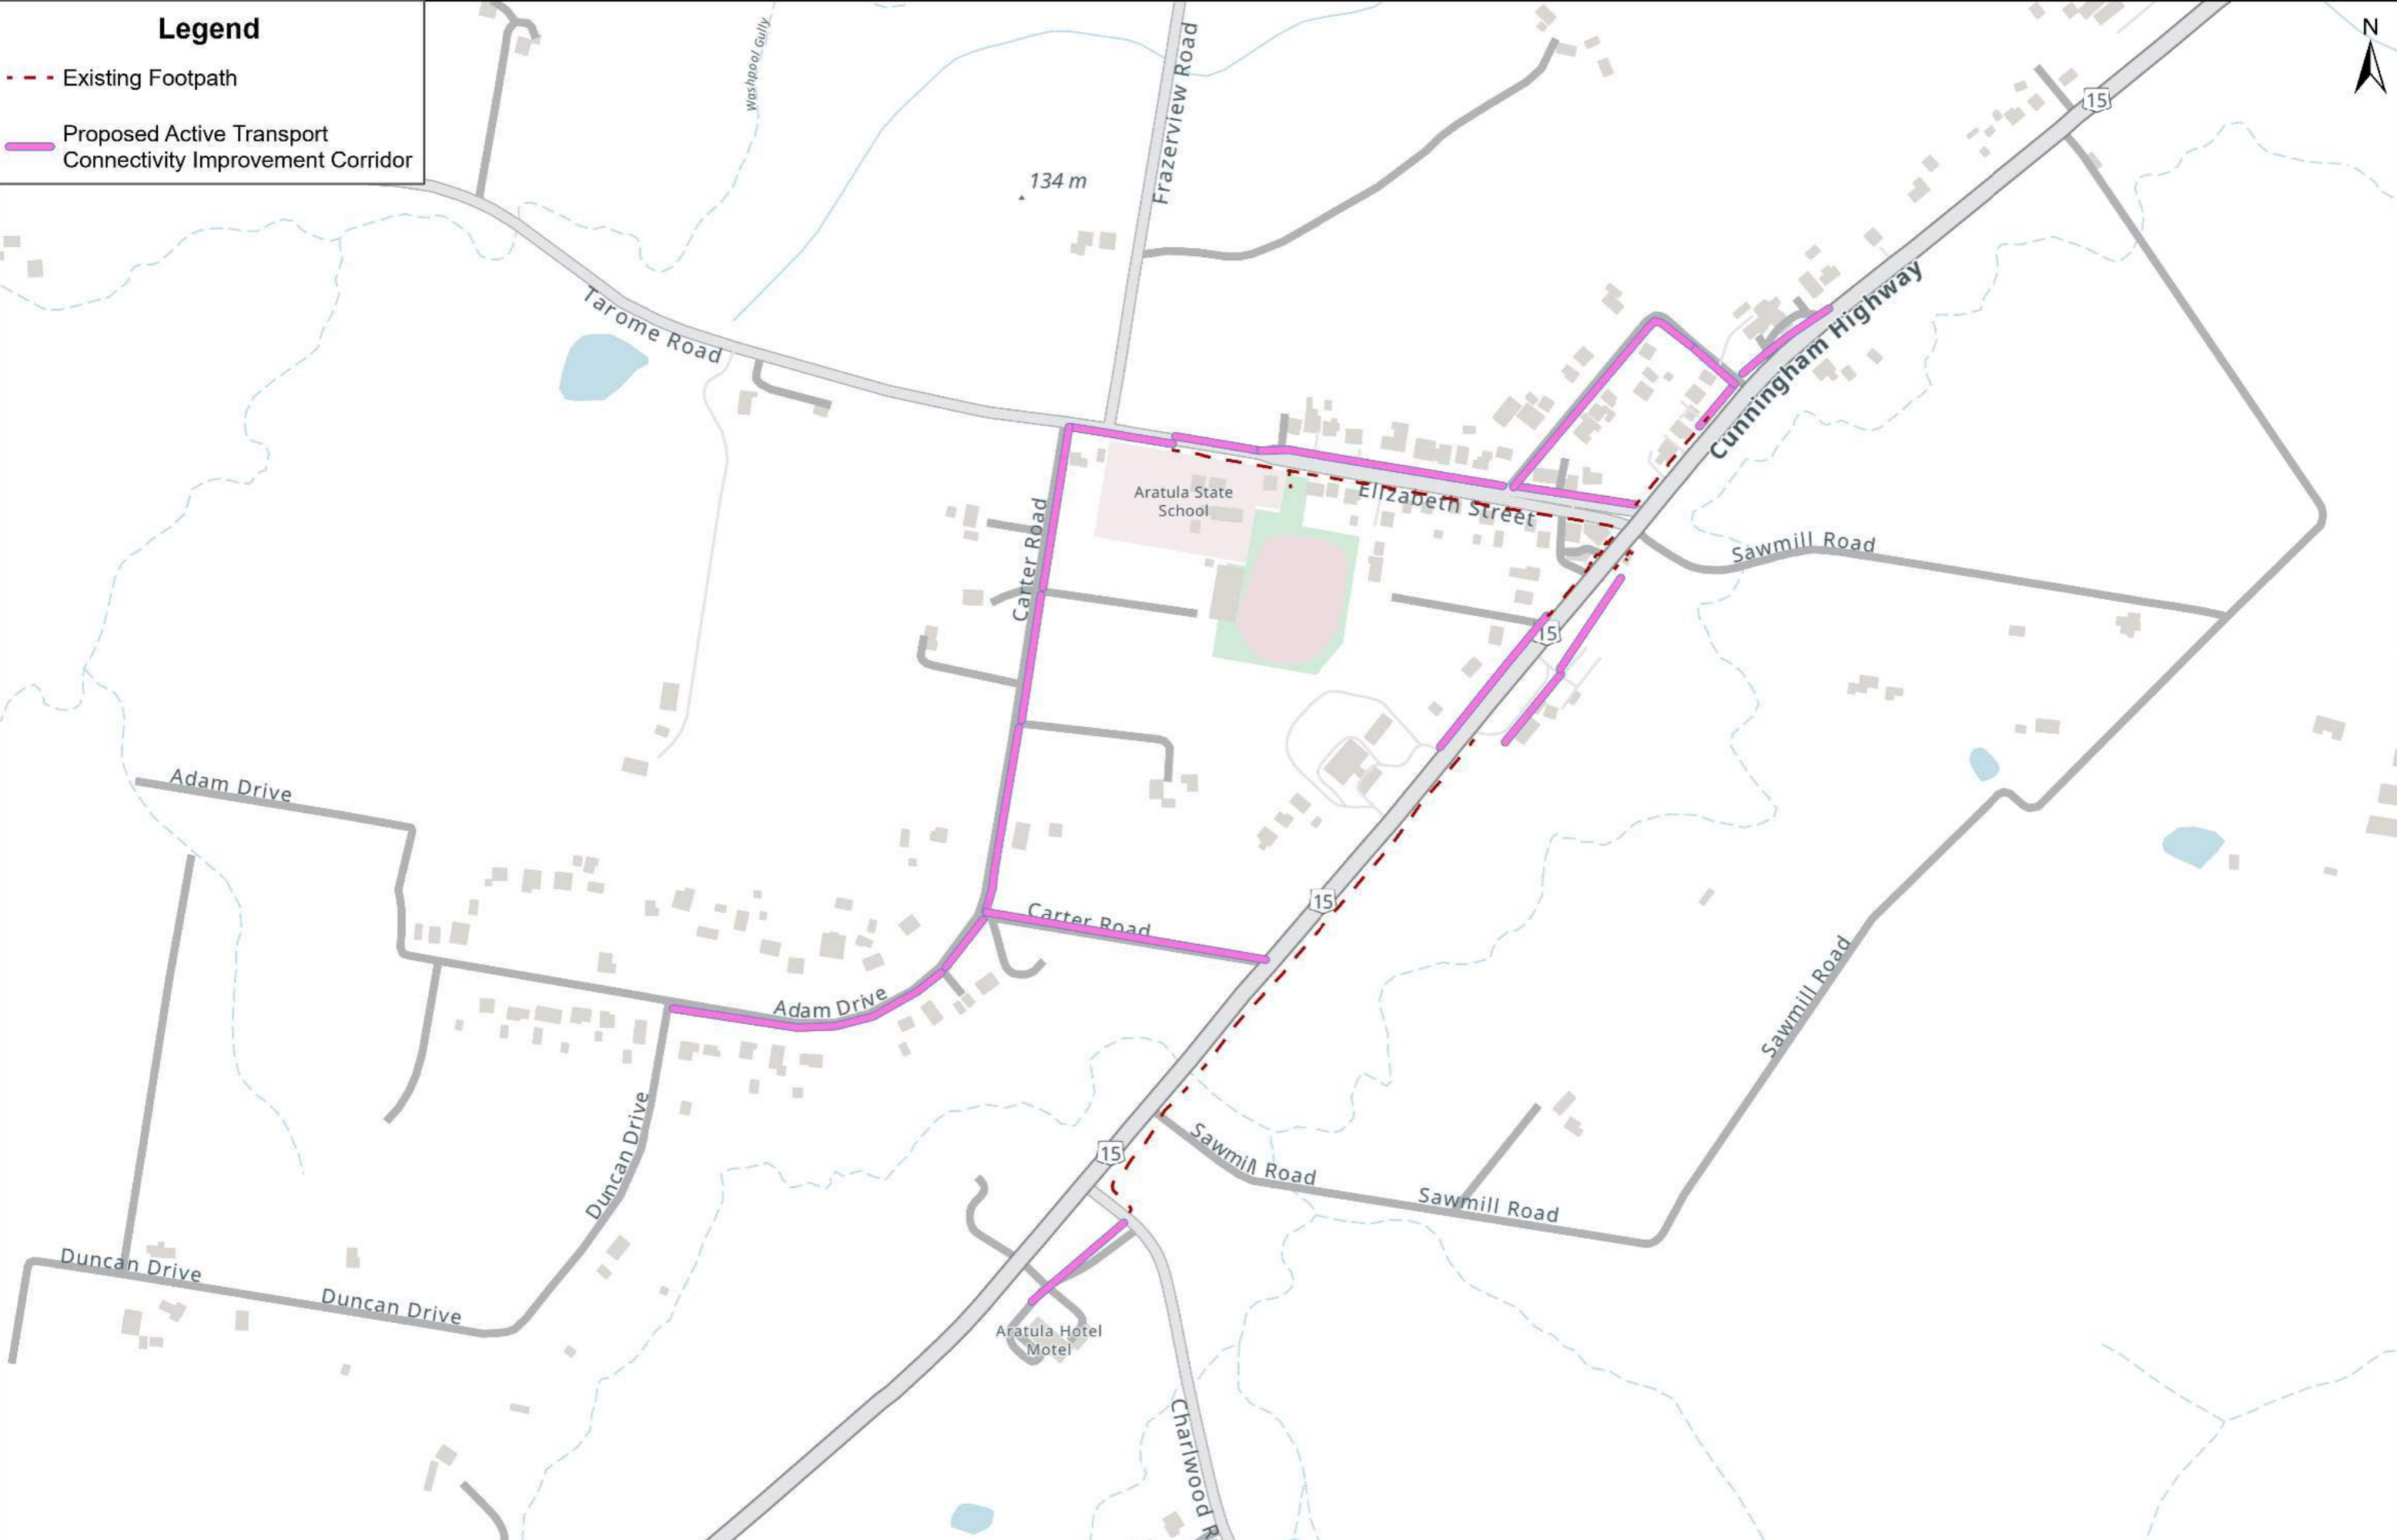 Legend
Existing Footpath
Proposed Active Transport
Connectivity Improvement Corridor
N
Washpool Gully
Frazerview Road
15
134 m
Tarome Road
Cunningham Highway
Aratula State
School
Elizabeth Street
Carter Road
Sawmill Road
15
Adam Drive
15
Carter Road
Adam Drive
Sawmill Road
Duncan Drive
15
Sawmill Road
Sawmill Road
Duncan Drive
Duncan Drive
Aratula Hotel
Motel
Charlwood R